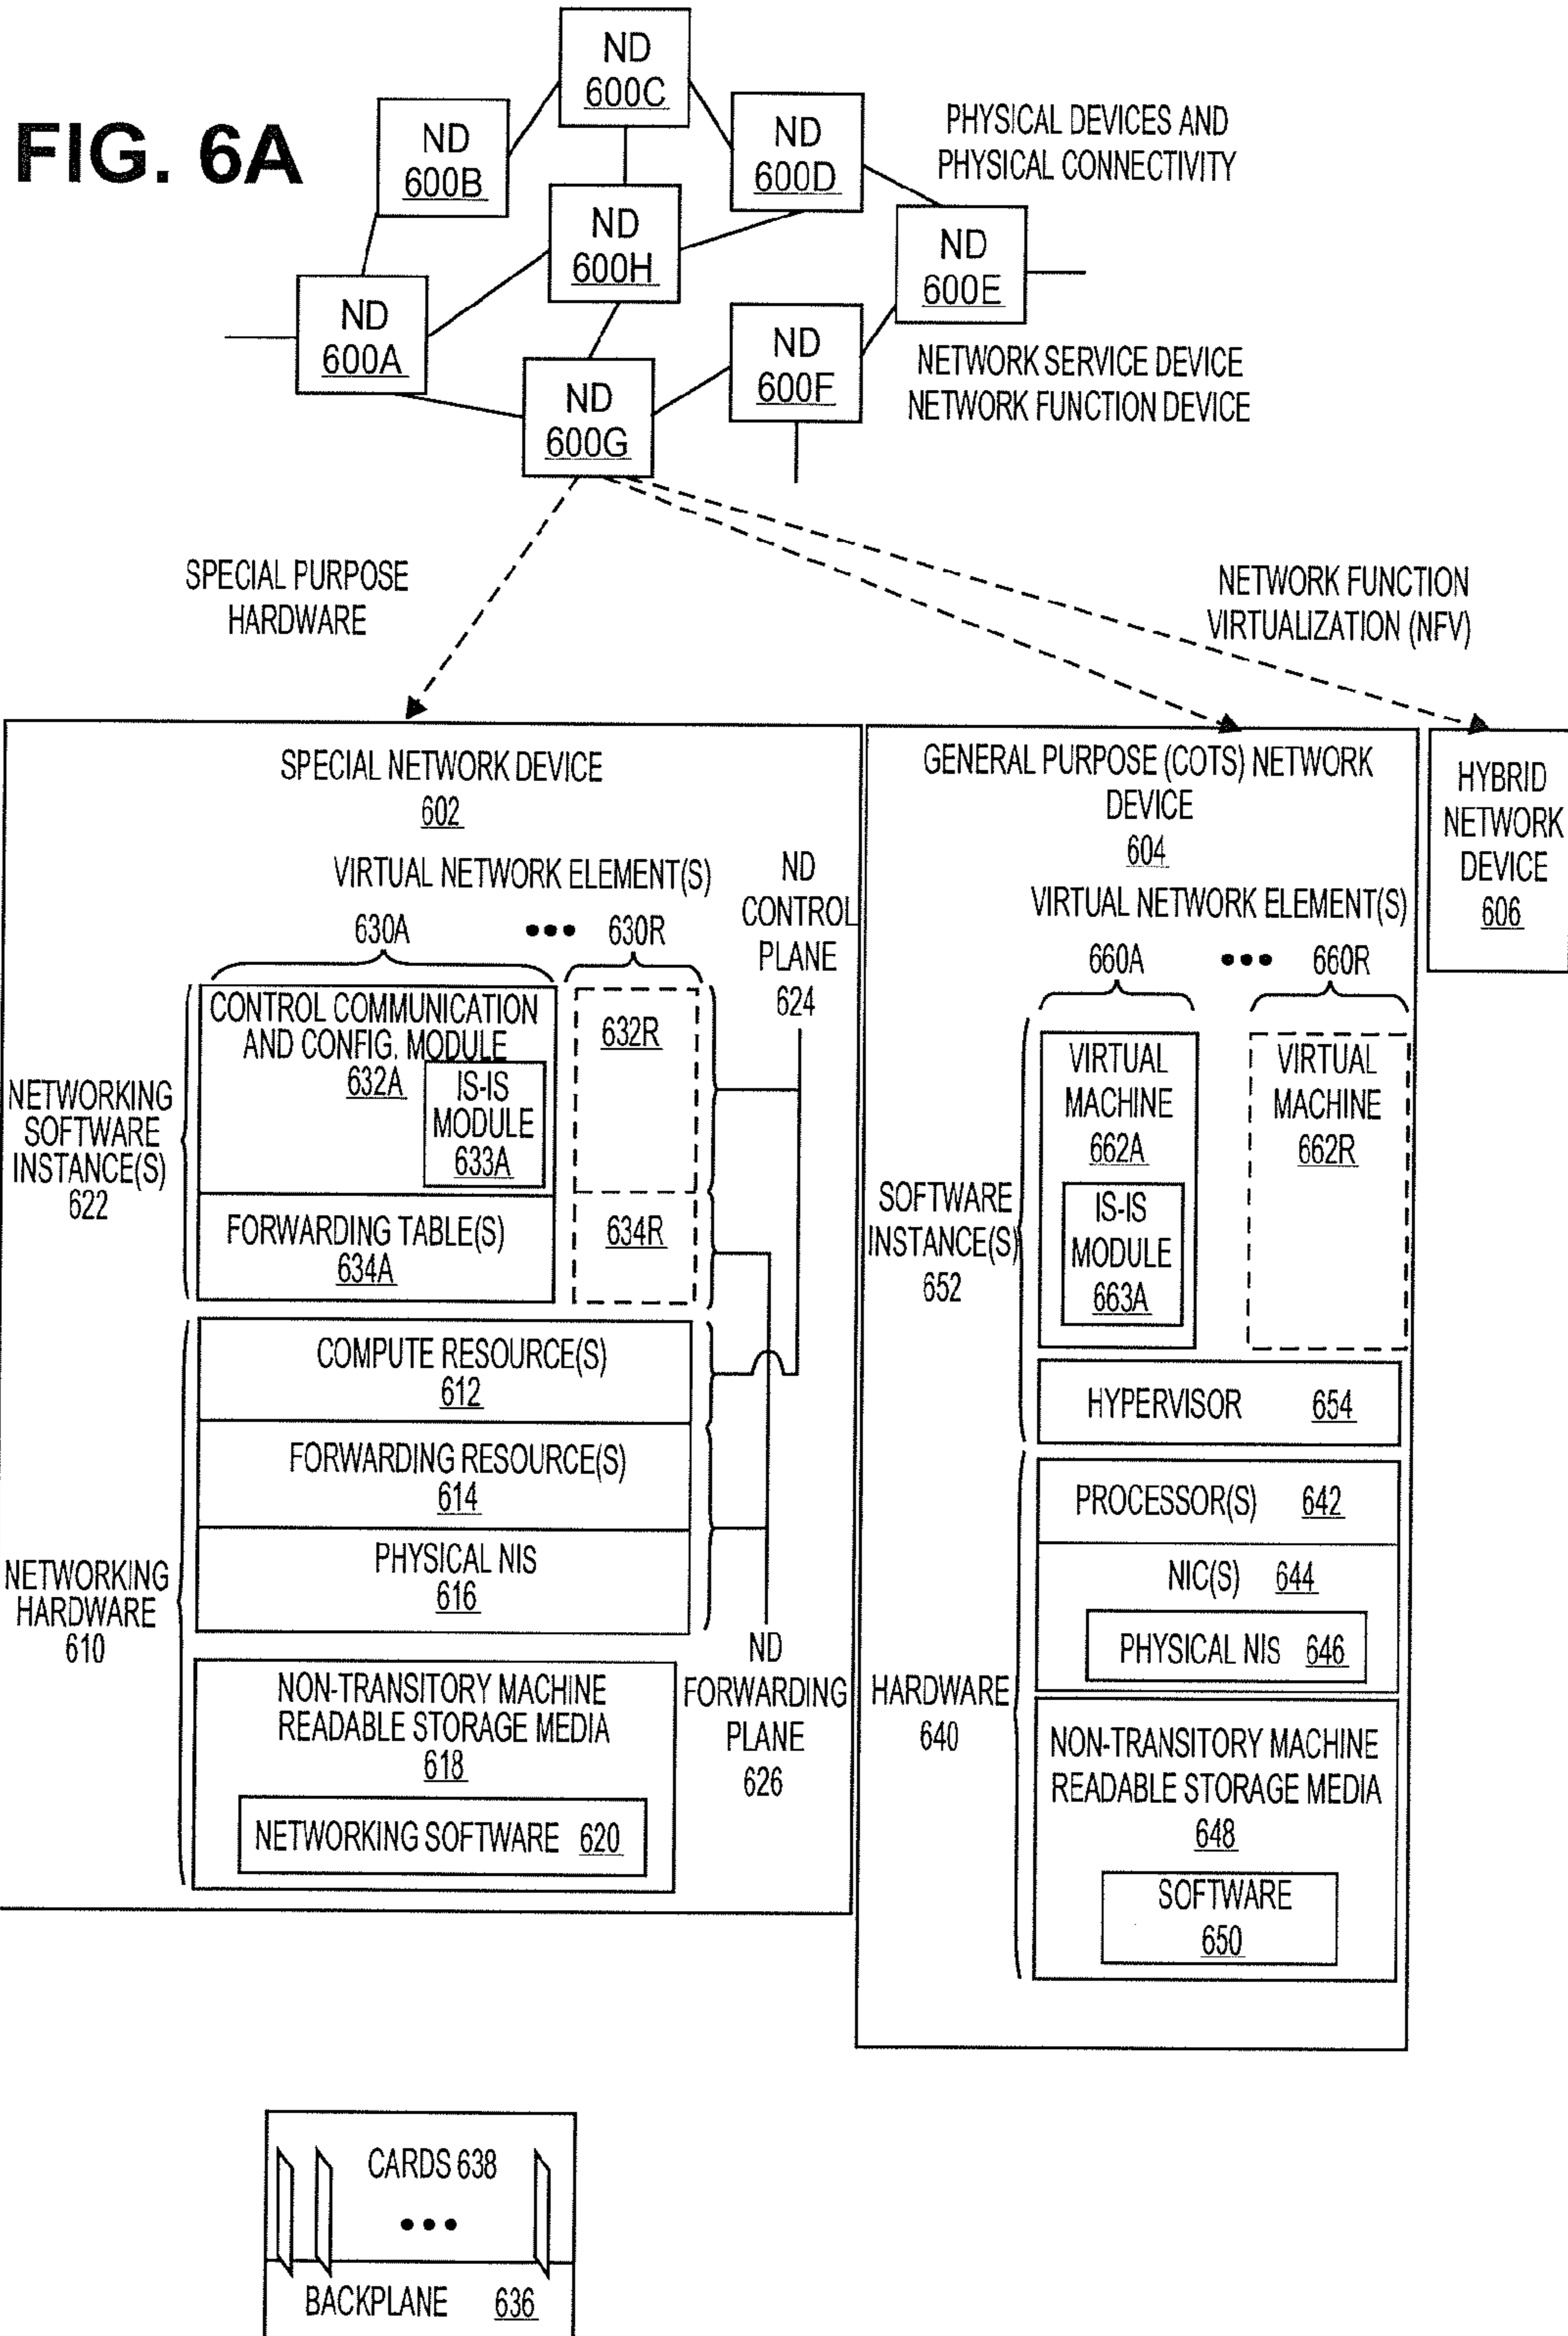 FIG. 6A
ND
600C
ND
600B
ND
600D
PHYSICAL DEVICES AND
PHYSICAL CONNECTIVITY
ND
600H
ND
600E
ND
600A
ND
600F
NETWORK SERVICE DEVICE
NETWORK FUNCTION DEVICE
ND
600G
SPECIAL PURPOSE
HARDWARE
NETWORK FUNCTION
VIRTUALIZATION (NFV)
SPECIAL NETWORK DEVICE
602
VIRTUAL NETWORK ELEMENT(S)
630A
••• 630R
ND
CONTROL
PLANE
624
CONTROL COMMUNICATION
AND CONFIG. MODULE
632A
IS-IS
MODULE
633A
632R
NETWORKING
SOFTWARE
INSTANCE(S)
622
FORWARDING TABLE(S)
634A
634R
COMPUTE RESOURCE(S)
612
FORWARDING RESOURCE(S)
614
PHYSICAL NIS
616
NETWORKING
HARDWARE
610
ND
FORWARDING
PLANE
626
NON-TRANSITORY MACHINE
READABLE STORAGE MEDIA
618
NETWORKING SOFTWARE 620
GENERAL PURPOSE (COTS) NETWORK
DEVICE
604
VIRTUAL NETWORK ELEMENT(S)
660A ••• 660R
VIRTUAL
MACHINE
662A
IS-IS
MODULE
663A
VIRTUAL
MACHINE
662R
SOFTWARE
INSTANCE(S)
652
HYPERVISOR 654
PROCESSOR(S) 642
NIC(S) 644
PHYSICAL NIS 646
HARDWARE
640
NON-TRANSITORY MACHINE
READABLE STORAGE MEDIA
648
SOFTWARE
650
HYBRID
NETWORK
DEVICE
606
CARDS 638
•••
BACKPLANE 636